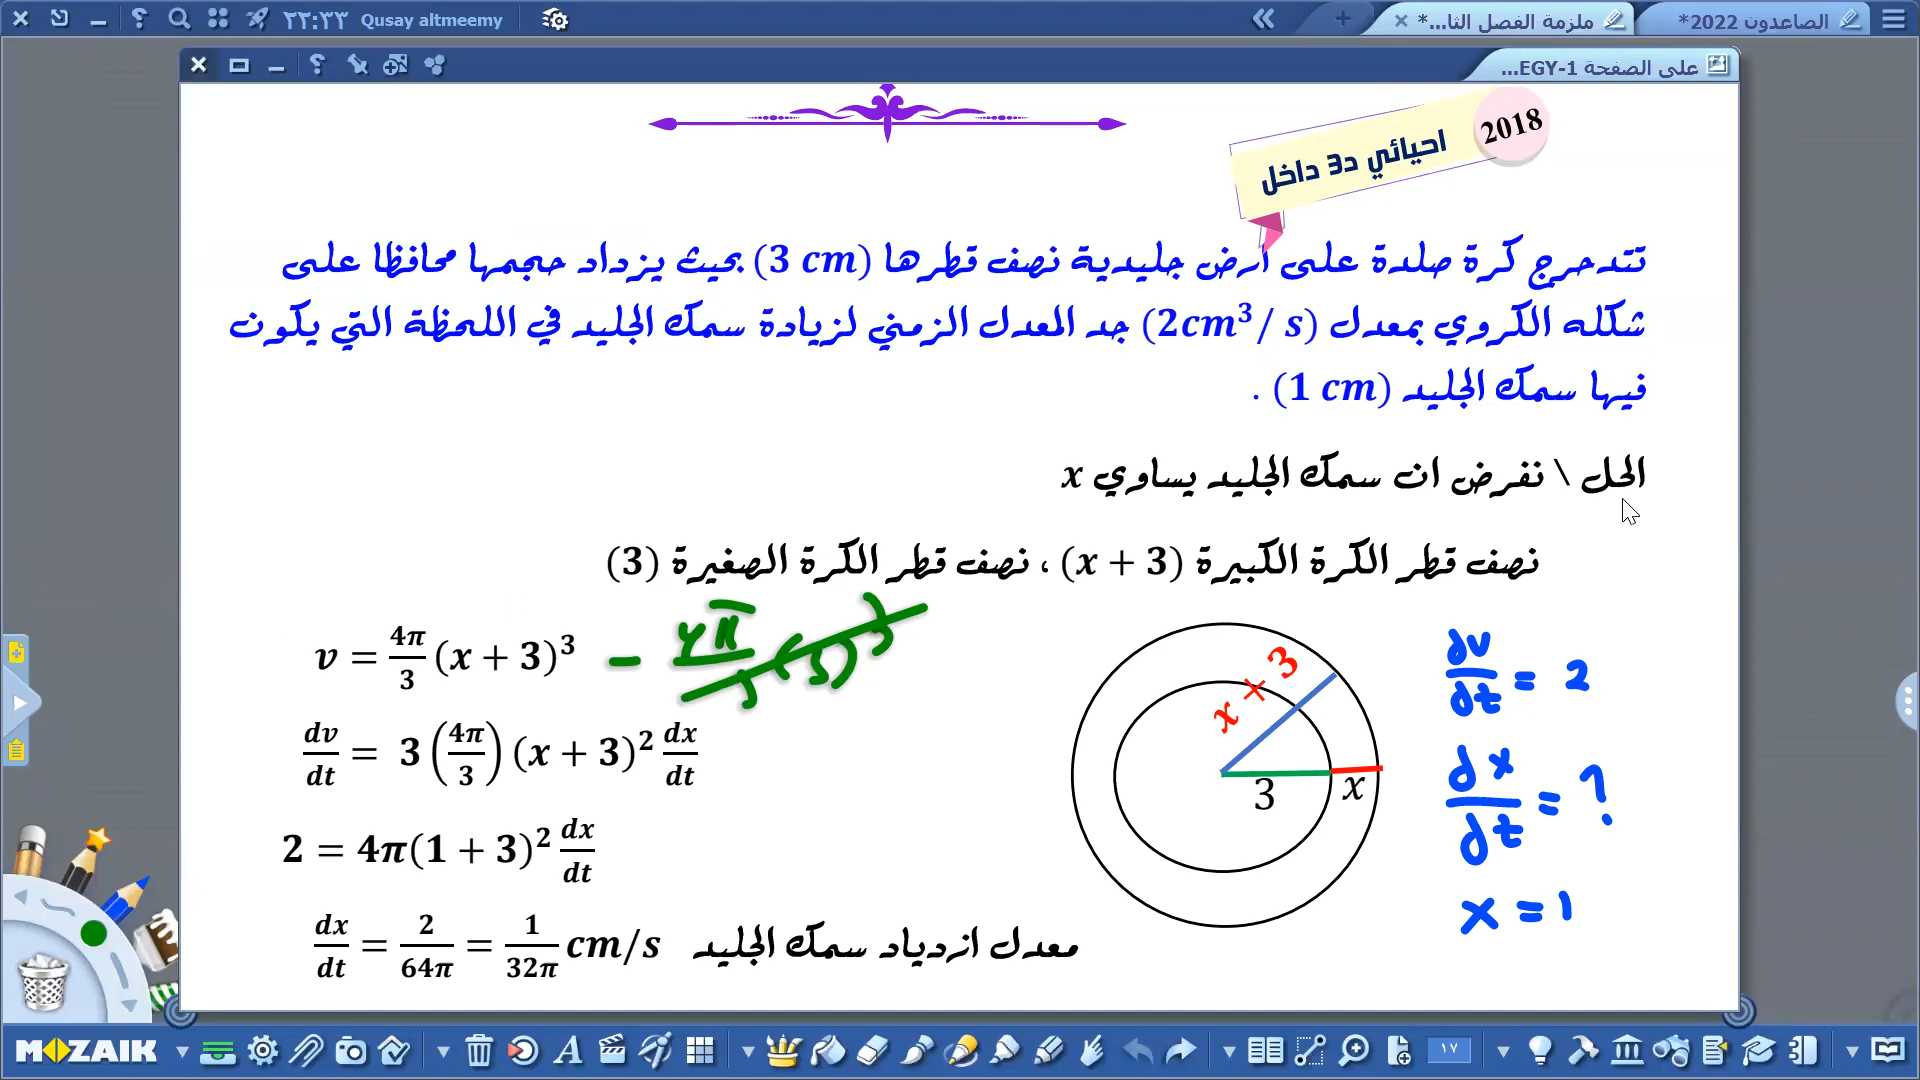 ٢٢:٣٣ Qusay altmeemy
ملزمة الفصل الثا...*
الصاعدون 2022*
على الصفحة EGY-1...
2018
احيائي د3 داخل
تتدحرج كرة صلدة على أرض جليدية نصف قطرها (3 cm) بحيث يزداد حجمها محافظا على
شكله الكروي بمعدل (2cm³/ s) جد المعدل الزمني لزيادة سمك الجليد في اللحظة التي يكون
فيها سمك الجليد (1 cm) .
الحل \ نفرض ان سمك الجليد يساوي x
نصف قطر الكرة الكبيرة (x + 3) ، نصف قطر الكرة الصغيرة (3)
v = 4π/3 (x + 3)³
dv/dt = 3 (4π/3) (x + 3)² dx/dt
2 = 4π(1 + 3)² dx/dt
dx/dt = 2/64π = 1/32π cm/s معدل ازدياد سمك الجليد
x + 3
3
x
dv/dt = 2
dx/dt = ?
x = 1
MOZAIK
١٧